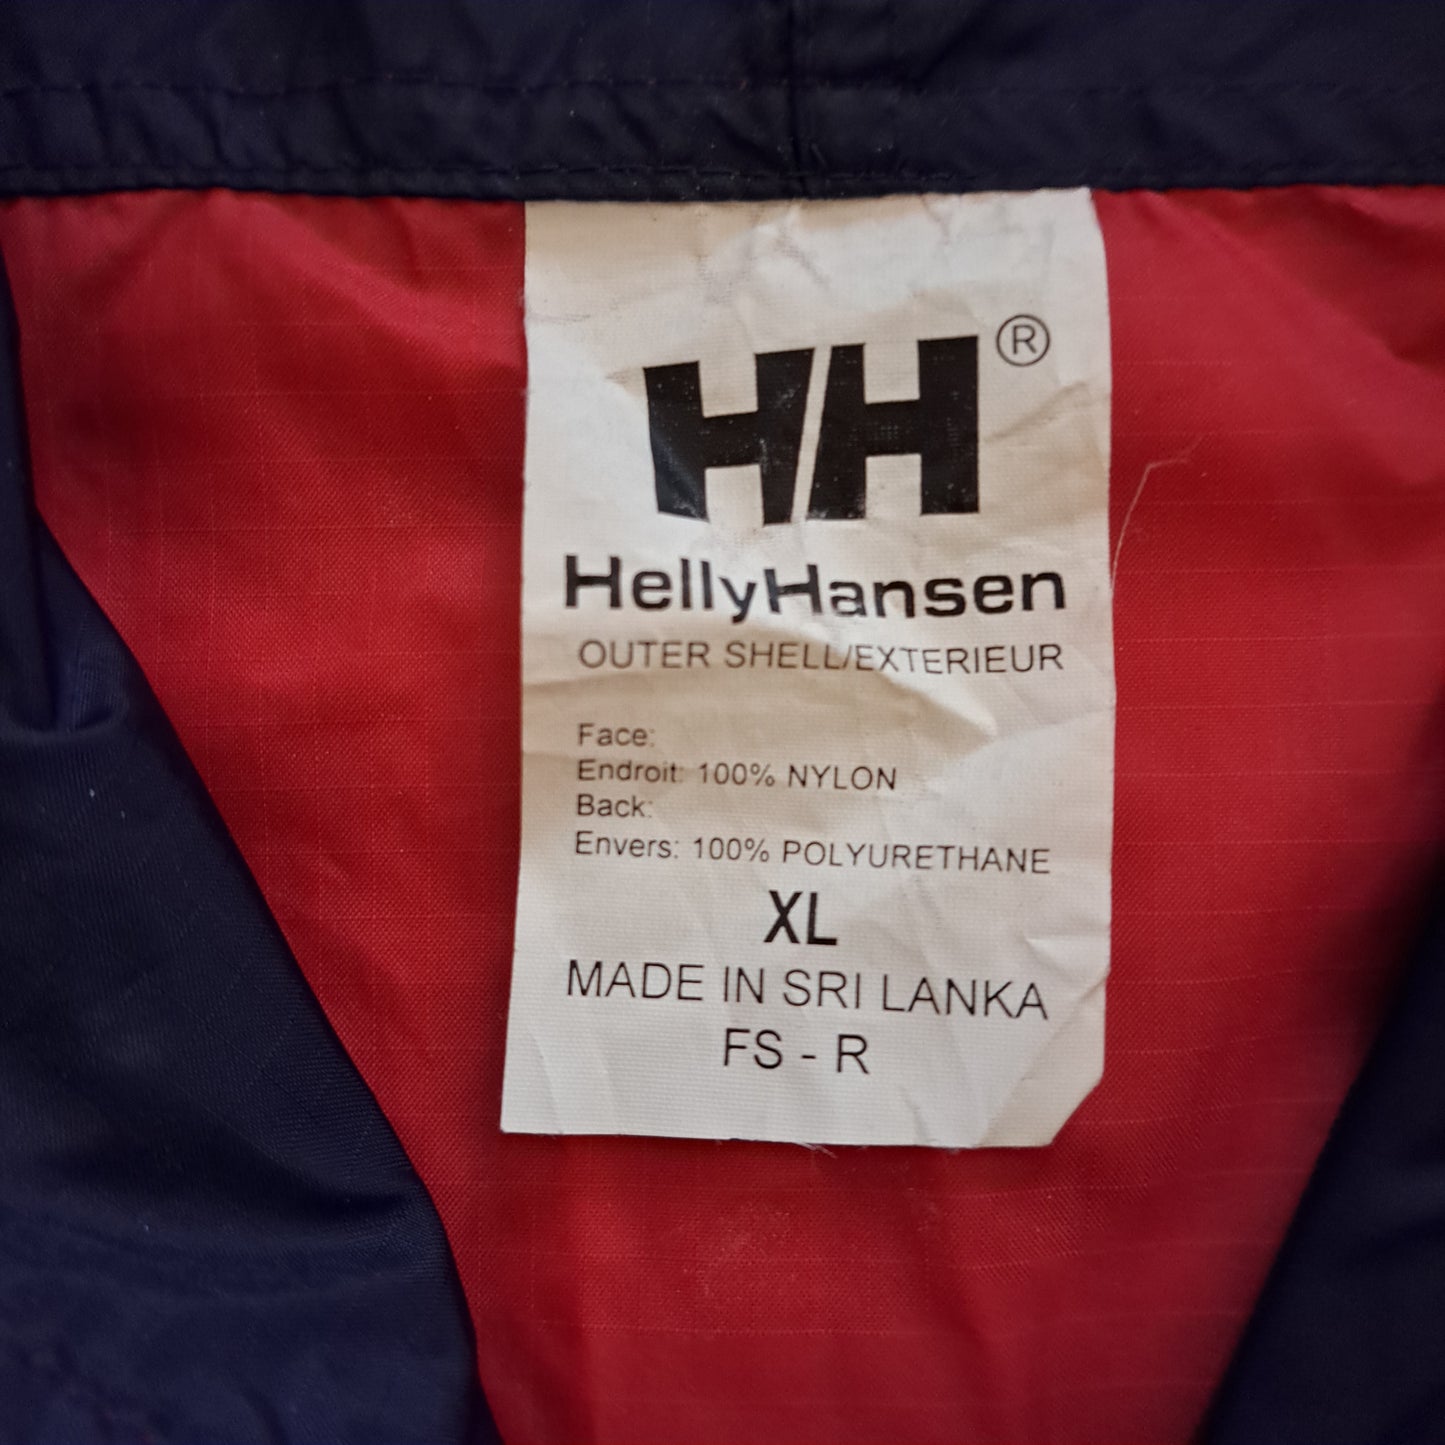 HH®
HellyHansen
OUTER SHELL/EXTERIEUR
Face:
Endroit: 100% NYLON
Back:
Envers: 100% POLYURETHANE
XL
MADE IN SRI LANKA
FS - R